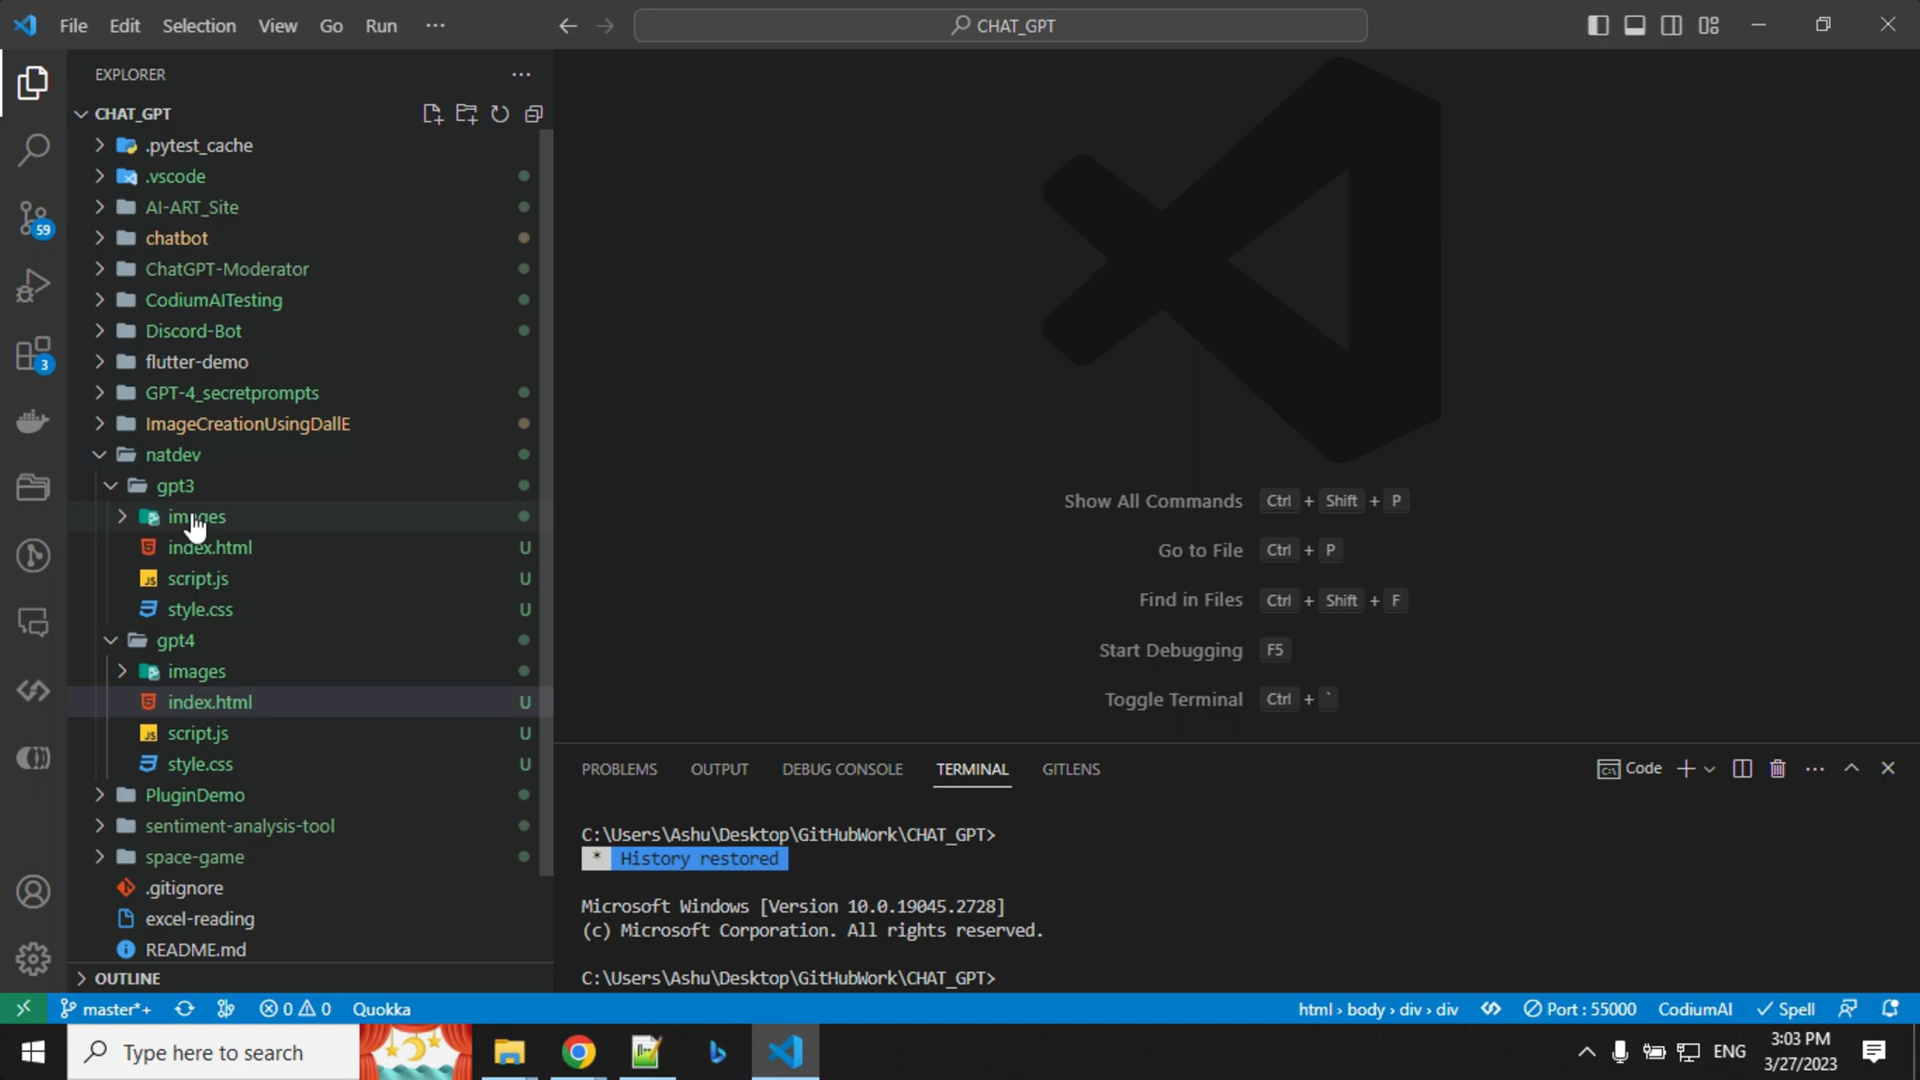 File Edit Selection View Go Run ··· CHAT_GPT
EXPLORER ···
CHAT_GPT
.pytest_cache
.vscode
AI-ART_Site
chatbot
ChatGPT-Moderator
CodiumAITesting
Discord-Bot
flutter-demo
GPT-4_secretprompts
ImageCreationUsingDallE
natdev
gpt3
images
index.html U
script.js U
style.css U
gpt4
images
index.html U
script.js U
style.css U
PluginDemo
sentiment-analysis-tool
space-game
.gitignore
excel-reading
README.md
OUTLINE
59
3
Show All Commands Ctrl + Shift + P
Go to File Ctrl + P
Find in Files Ctrl + Shift + F
Start Debugging F5
Toggle Terminal Ctrl + `
PROBLEMS OUTPUT DEBUG CONSOLE TERMINAL GITLENS Code
C:\Users\Ashu\Desktop\GitHubWork\CHAT_GPT>
* History restored
Microsoft Windows [Version 10.0.19045.2728]
(c) Microsoft Corporation. All rights reserved.
C:\Users\Ashu\Desktop\GitHubWork\CHAT_GPT>
master*+ 0 0 Quokka html › body › div › div Port : 55000 CodiumAI Spell
Type here to search ENG 3:03 PM
3/27/2023